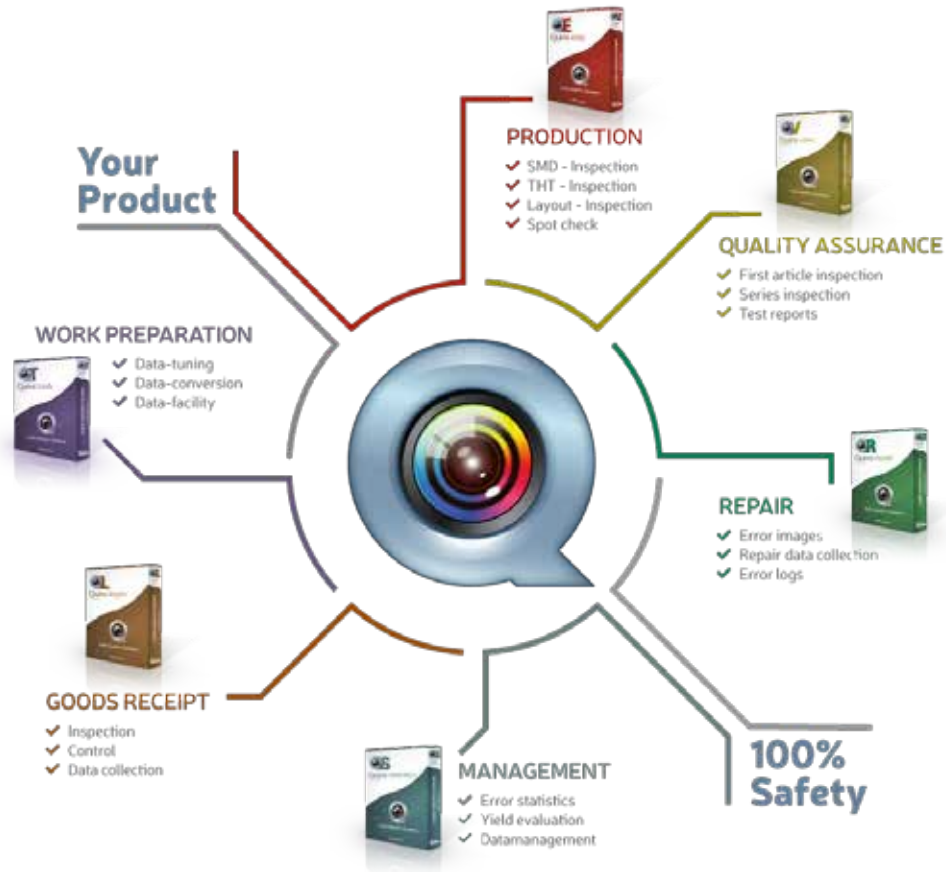 Your
Product
PRODUCTION
SMD - Inspection
THT - Inspection
Layout - Inspection
Spot check
QUALITY ASSURANCE
First article inspection
Series inspection
Test reports
WORK PREPARATION
Data-tuning
Data-conversion
Data-facility
REPAIR
Error images
Repair data collection
Error logs
GOODS RECEIPT
Inspection
Control
Data collection
MANAGEMENT
Error statistics
Yield evaluation
Datamanagement
100%
Safety